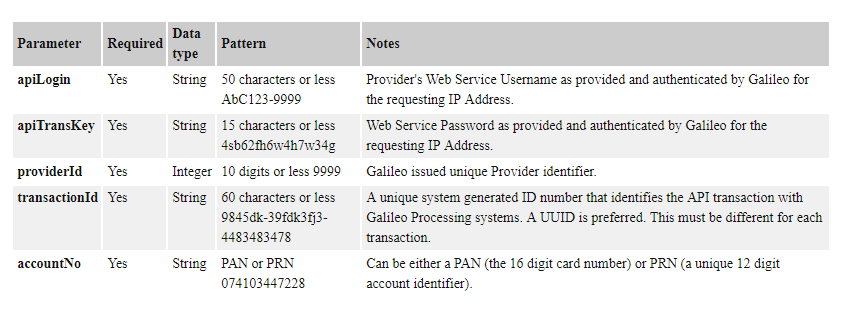 Parameter Required Data type Pattern Notes
apiLogin Yes String 50 characters or less Provider's Web Service Username as provided and authenticated by Galileo for
AbC123-9999 the requesting IP Address.
apiTransKey Yes String 15 characters or less Web Service Password as provided and authenticated by Galileo for the
4sb62fh6w4h7w34g requesting IP Address.
providerId Yes Integer 10 digits or less 9999 Galileo issued unique Provider identifier.
transactionId Yes String 60 characters or less A unique system generated ID number that identifies the API transaction with
9845dk-39fdk3fj3- Galileo Processing systems. A UUID is preferred. This must be different for each
4483483478 transaction.
accountNo Yes String PAN or PRN Can be either a PAN (the 16 digit card number) or PRN (a unique 12 digit
074103447228 account identifier).